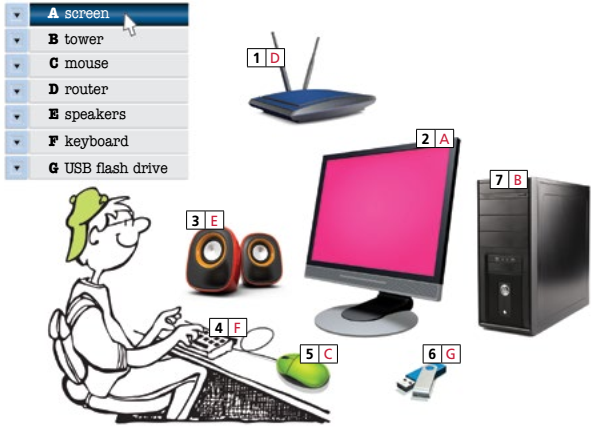 A screen
B tower
C mouse
D router
E speakers
F keyboard
G USB flash drive
1 D
2 A
7 B
3 E
4 F
5 C
6 G